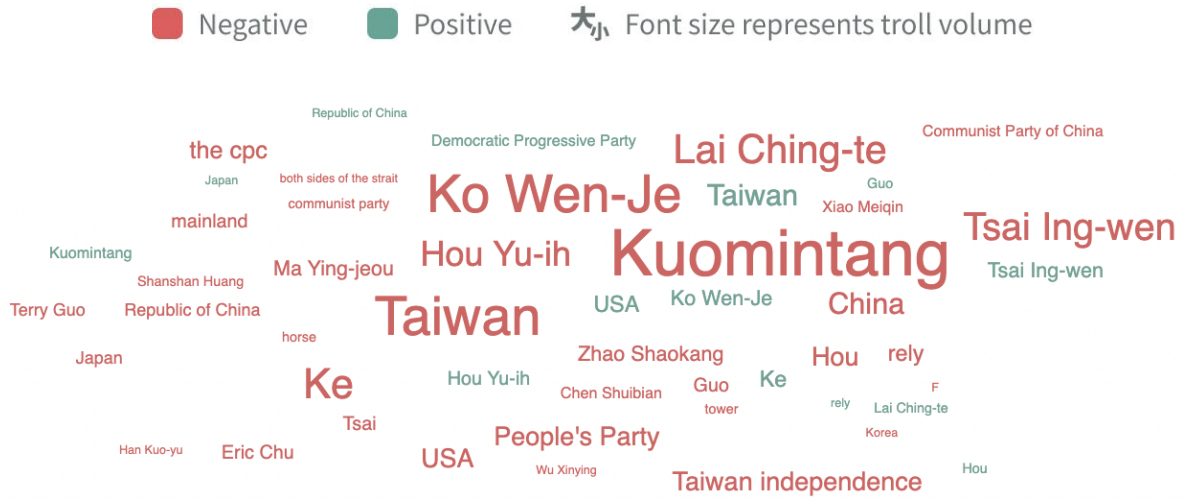 Negative
Positive
大小 Font size represents troll volume
Republic of China
Communist Party of China
Democratic Progressive Party
the cpc
Lai Ching-te
Japan
both sides of the strait
Guo
Ko Wen-Je
Taiwan
communist party
Xiao Meiqin
mainland
Tsai Ing-wen
Kuomintang
Hou Yu-ih
Kuomintang
Ma Ying-jeou
Tsai Ing-wen
Shanshan Huang
USA
Ko Wen-Je
China
Terry Guo
Republic of China
Taiwan
horse
Japan
Zhao Shaokang
Hou
rely
Ke
Hou Yu-ih
Chen Shuibian
Guo
Ke
F
tower
rely
Lai Ching-te
Tsai
Korea
People's Party
Han Kuo-yu
Eric Chu
USA
Wu Xinying
Hou
Taiwan independence